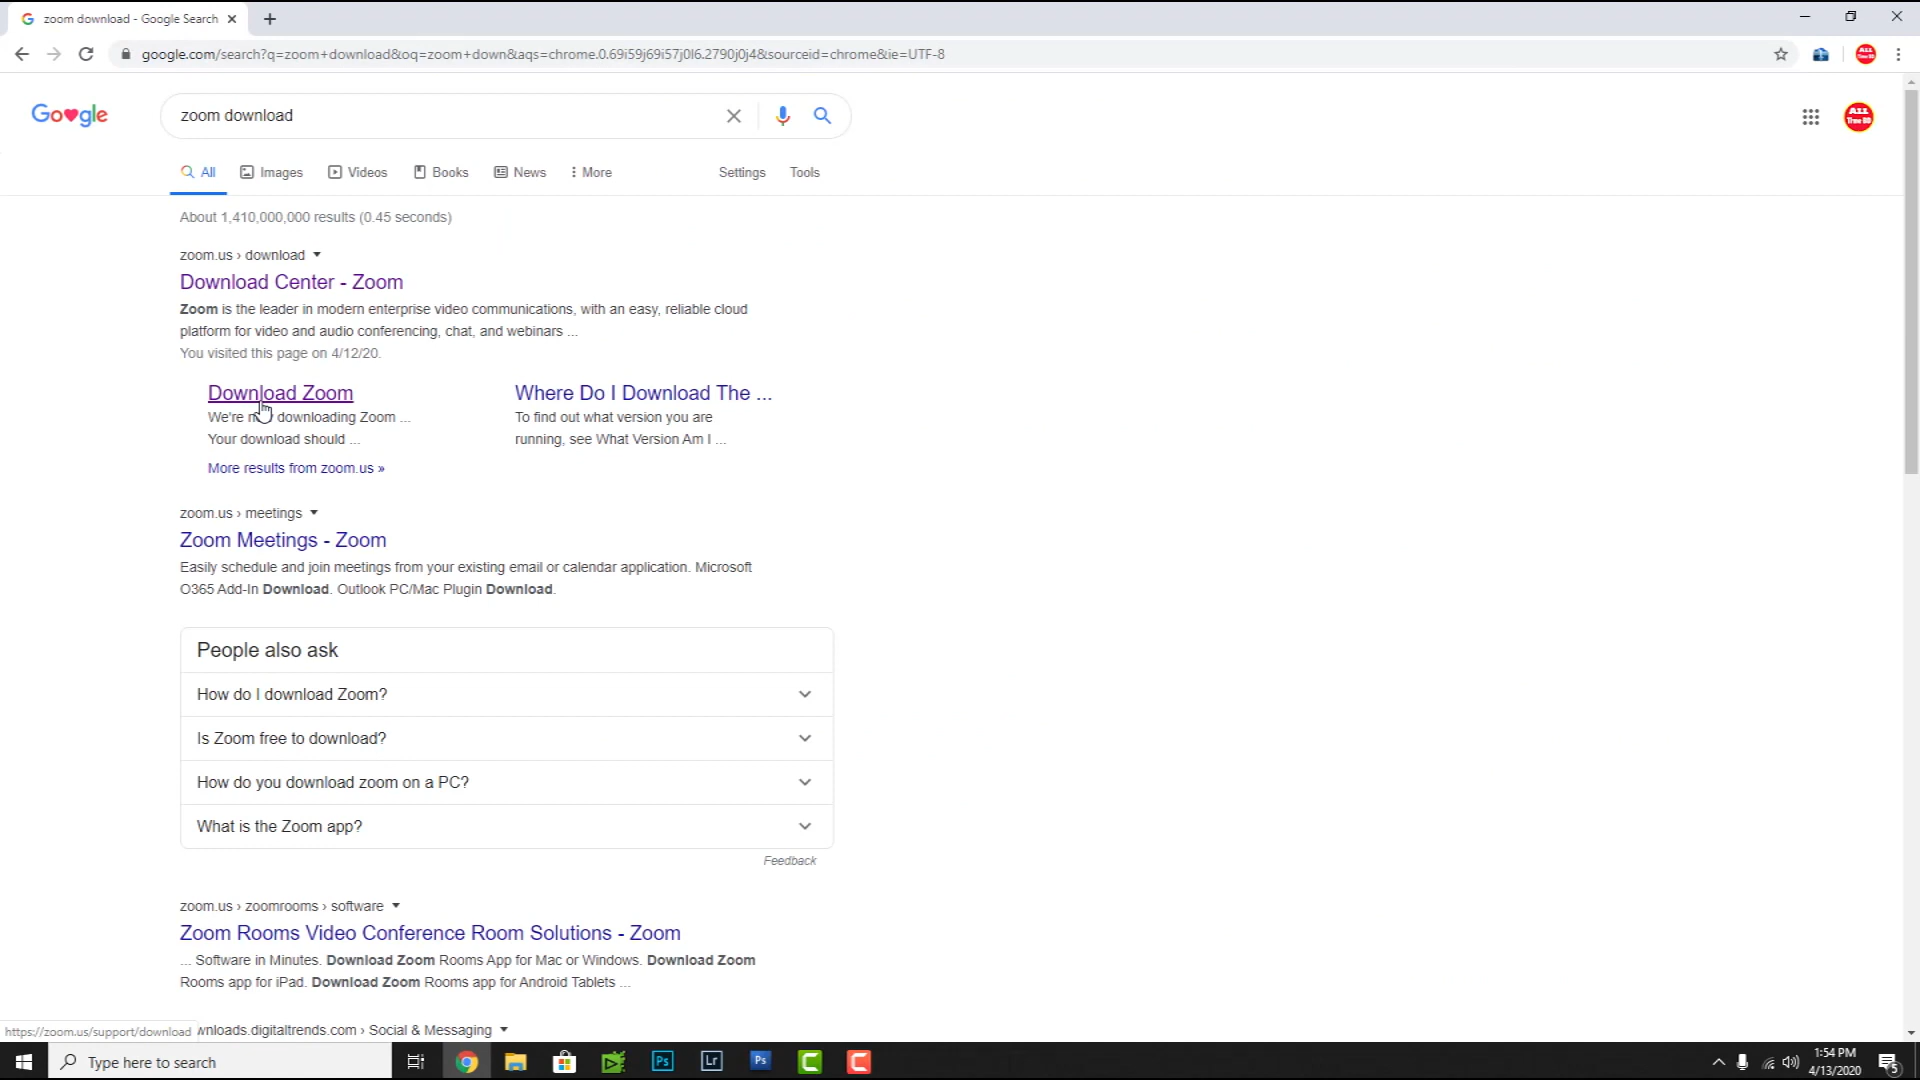 zoom download - Google Search
google.com/search?q=zoom+download&oq=zoom+down&aqs=chrome.0.69i59j69i57j0l6.2790j0j4&sourceid=chrome&ie=UTF-8
Go gle
zoom download
ALL
Time BD
All Images Videos Books News More Settings Tools
About 1,410,000,000 results (0.45 seconds)
zoom.us › download
Download Center - Zoom
Zoom is the leader in modern enterprise video communications, with an easy, reliable cloud
platform for video and audio conferencing, chat, and webinars ...
You visited this page on 4/12/20.
Download Zoom
We're n downloading Zoom ...
Your download should ...
Where Do I Download The ...
To find out what version you are
running, see What Version Am I ...
More results from zoom.us »
zoom.us › meetings
Zoom Meetings - Zoom
Easily schedule and join meetings from your existing email or calendar application. Microsoft
O365 Add-In Download. Outlook PC/Mac Plugin Download.
People also ask
How do I download Zoom?
Is Zoom free to download?
How do you download zoom on a PC?
What is the Zoom app?
Feedback
zoom.us › zoomrooms › software
Zoom Rooms Video Conference Room Solutions - Zoom
... Software in Minutes. Download Zoom Rooms App for Mac or Windows. Download Zoom
Rooms app for iPad. Download Zoom Rooms app for Android Tablets ...
https://zoom.us/support/download wnloads.digitaltrends.com › Social & Messaging
Type here to search
Ps
Lr
Ps
1:54 PM
4/13/2020
5